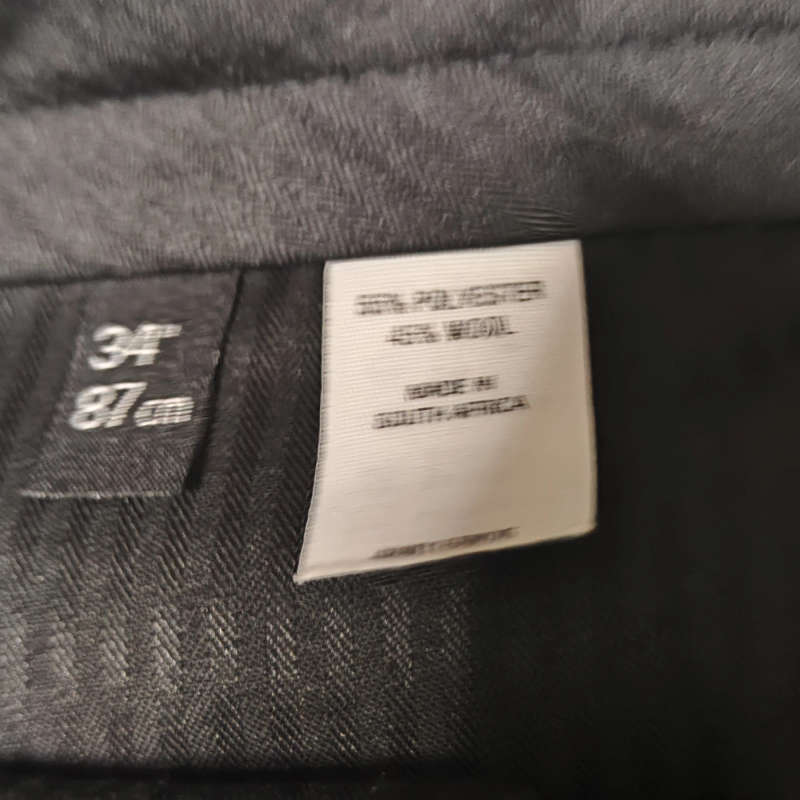 34"
87cm
55% POLYESTER
45% WOOL
MADE IN
SOUTH AFRICA